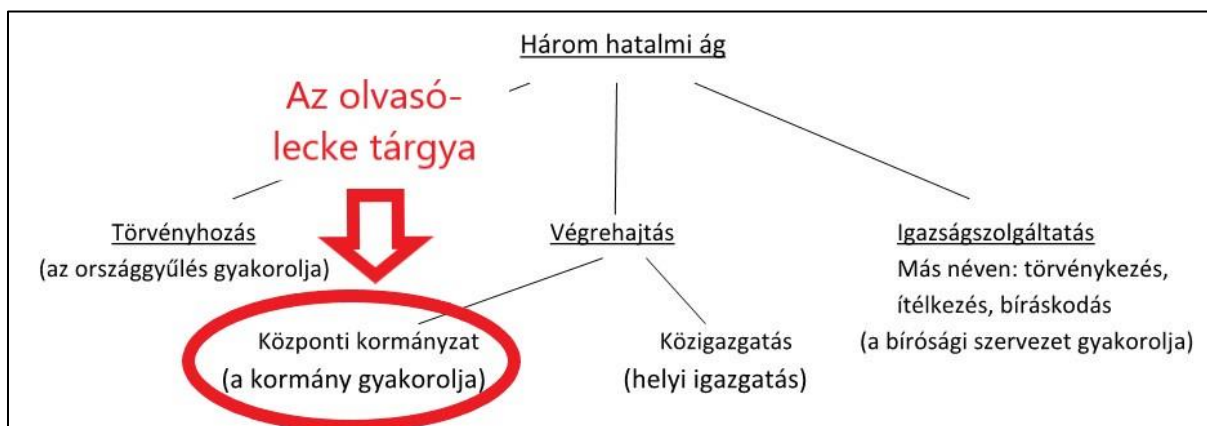 Három hatalmi ág
Az olvasó-
lecke tárgya
Törvényhozás
(az országgyűlés gyakorolja)
Végrehajtás
Igazságszolgáltatás
Más néven: törvénykezés,
ítélkezés, bíráskodás
(a bírósági szervezet gyakorolja)
Központi kormányzat
(a kormány gyakorolja)
Közigazgatás
(helyi igazgatás)